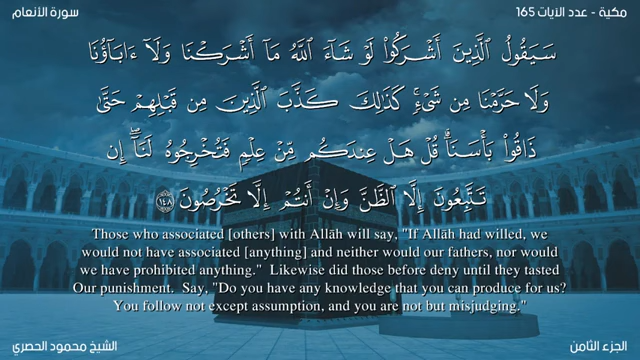 مكية - عدد الآيات 165
سورة الأنعام
سَيَقُولُ ٱلَّذِينَ أَشْرَكُوا۟ لَوْ شَآءَ ٱللَّهُ مَآ أَشْرَكْنَا وَلَآ ءَابَآؤُنَا
وَلَا حَرَّمْنَا مِن شَىْءٍۢ ۚ كَذَٰلِكَ كَذَّبَ ٱلَّذِينَ مِن قَبْلِهِمْ حَتَّىٰ
ذَاقُوا۟ بَأْسَنَا ۗ قُلْ هَلْ عِندَكُم مِّنْ عِلْمٍۢ فَتُخْرِجُوهُ لَنَآ ۖ إِن
تَتَّبِعُونَ إِلَّا ٱلظَّنَّ وَإِنْ أَنتُمْ إِلَّا تَخْرُصُونَ ١٤٨
Those who associated [others] with Allāh will say, "If Allāh had willed, we
would not have associated [anything] and neither would our fathers, nor would
we have prohibited anything." Likewise did those before deny until they tasted
Our punishment. Say, "Do you have any knowledge that you can produce for us?
You follow not except assumption, and you are not but misjudging."
الجزء الثامن
الشيخ محمود الحصري